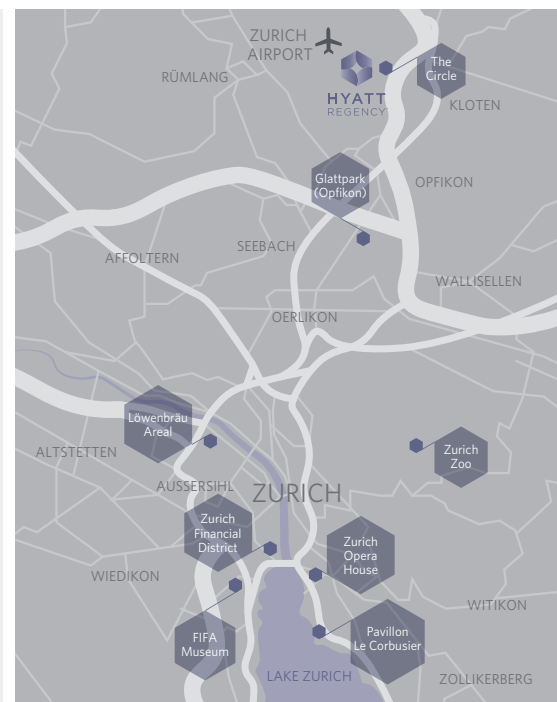 ZURICH
AIRPORT
The
Circle
RÜMLANG
HYATT
REGENCY
KLOTEN
Glattpark
(Opfikon)
OPFIKON
SEEBACH
AFFOLTERN
WALLISELLEN
OERLIKON
Löwenbräu
Areal
ALTSTETTEN
Zurich
Zoo
AUSSERSIHL
ZURICH
Zurich
Financial
District
Zurich
Opera
House
WIEDIKON
WITIKON
FIFA
Museum
Pavillon
Le Corbusier
LAKE ZURICH
ZOLLIKERBERG